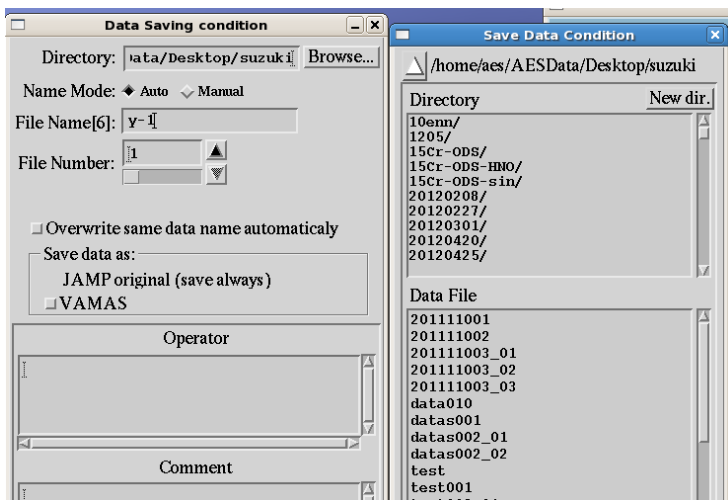 Data Saving condition
Directory: ata/Desktop/suzuki Browse...
Name Mode: Auto Manual
File Name[6]: y-1
File Number: 1
Overwrite same data name automaticaly
Save data as:
JAMP original (save always)
VAMAS
Operator
Comment
Save Data Condition
/home/aes/AESData/Desktop/suzuki
Directory New dir.
10enn/
1205/
15Cr-ODS/
15Cr-ODS-HNO/
15Cr-ODS-sin/
20120208/
20120227/
20120301/
20120420/
20120425/
Data File
201111001
201111002
201111003_01
201111003_02
201111003_03
data010
datas001
datas002_01
datas002_02
test
test001